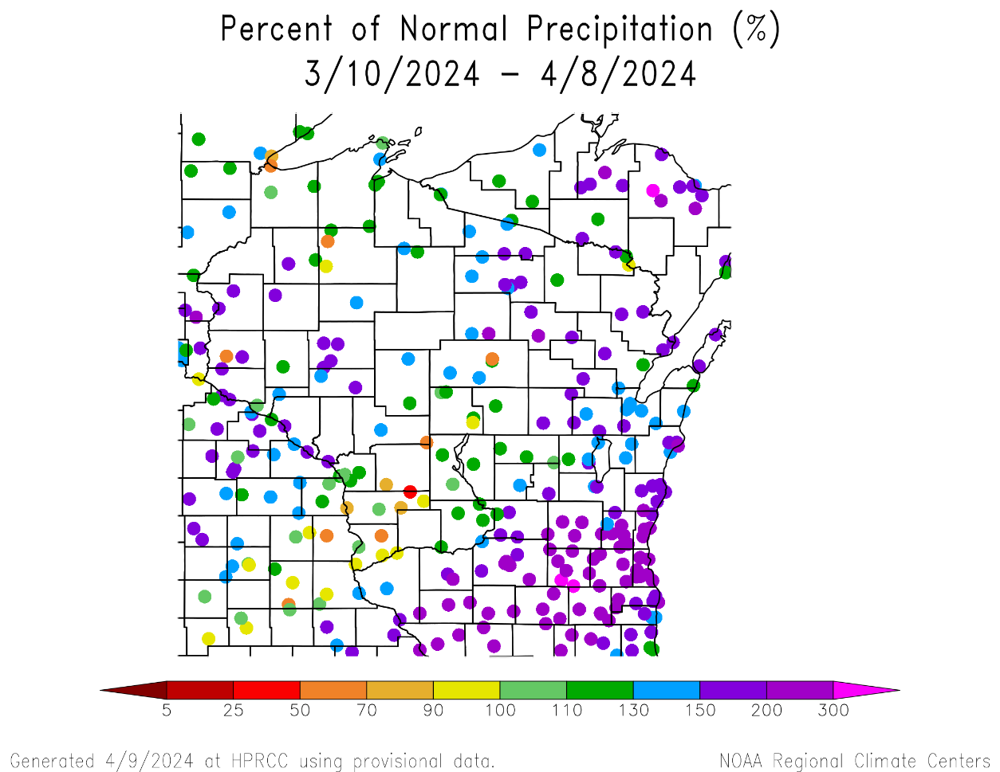 Percent of Normal Precipitation (%)
3/10/2024 – 4/8/2024
5 25 50 70 90 100 110 130 150 200 300
Generated 4/9/2024 at HPRCC using provisional data.
NOAA Regional Climate Centers